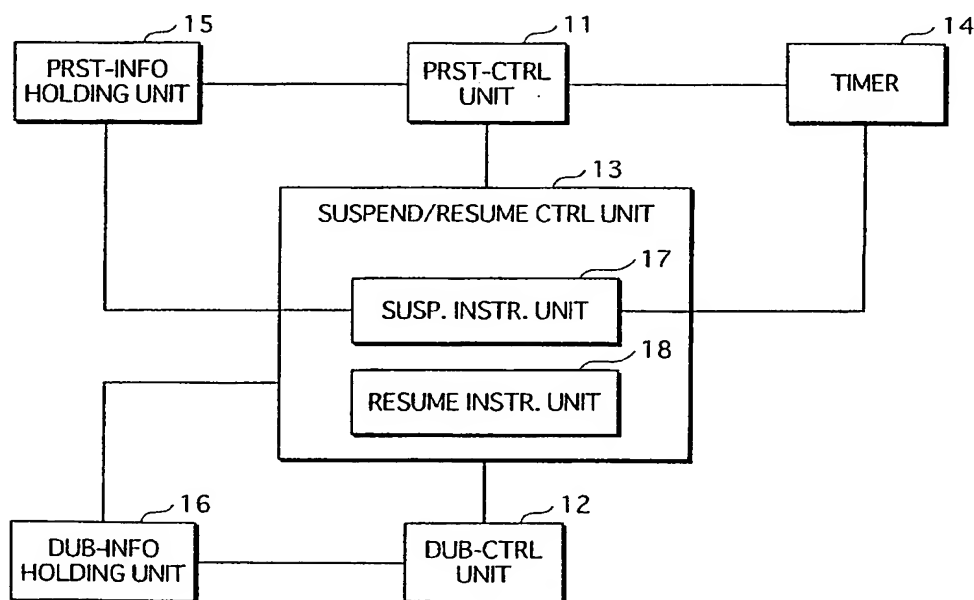 15
PRST-INFO
HOLDING UNIT
11
PRST-CTRL
UNIT
14
TIMER
13
SUSPEND/RESUME CTRL UNIT
17
SUSP. INSTR. UNIT
18
RESUME INSTR. UNIT
16
DUB-INFO
HOLDING UNIT
12
DUB-CTRL
UNIT